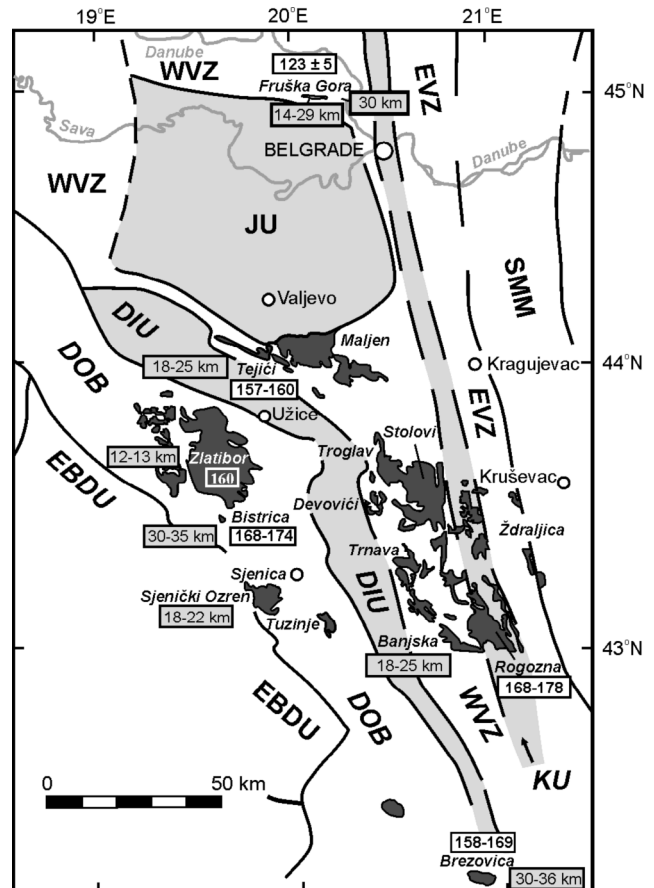 19°E 20°E 21°E
Danube
WVZ
123 ± 5
Fruška Gora
EVZ
45°N
30 km
14-29 km
Sava
BELGRADE
Danube
WVZ
JU
SMM
Valjevo
DIU
Maljen
Kragujevac
44°N
DOB
18-25 km
Tejići
157-160
Užice
EVZ
Stolovi
Troglav
12-13 km
Zlatibor
160
Kruševac
EBDU
Devovići
Bistrica
168-174
30-35 km
Ždraljica
Trnava
Sjenica
DIU
Sjenički Ozren
18-22 km
Tuzinje
Banjska
18-25 km
43°N
Rogozna
168-178
EBDU
DOB
WVZ
0 50 km
KU
158-169
Brezovica
30-36 km
19 20 21